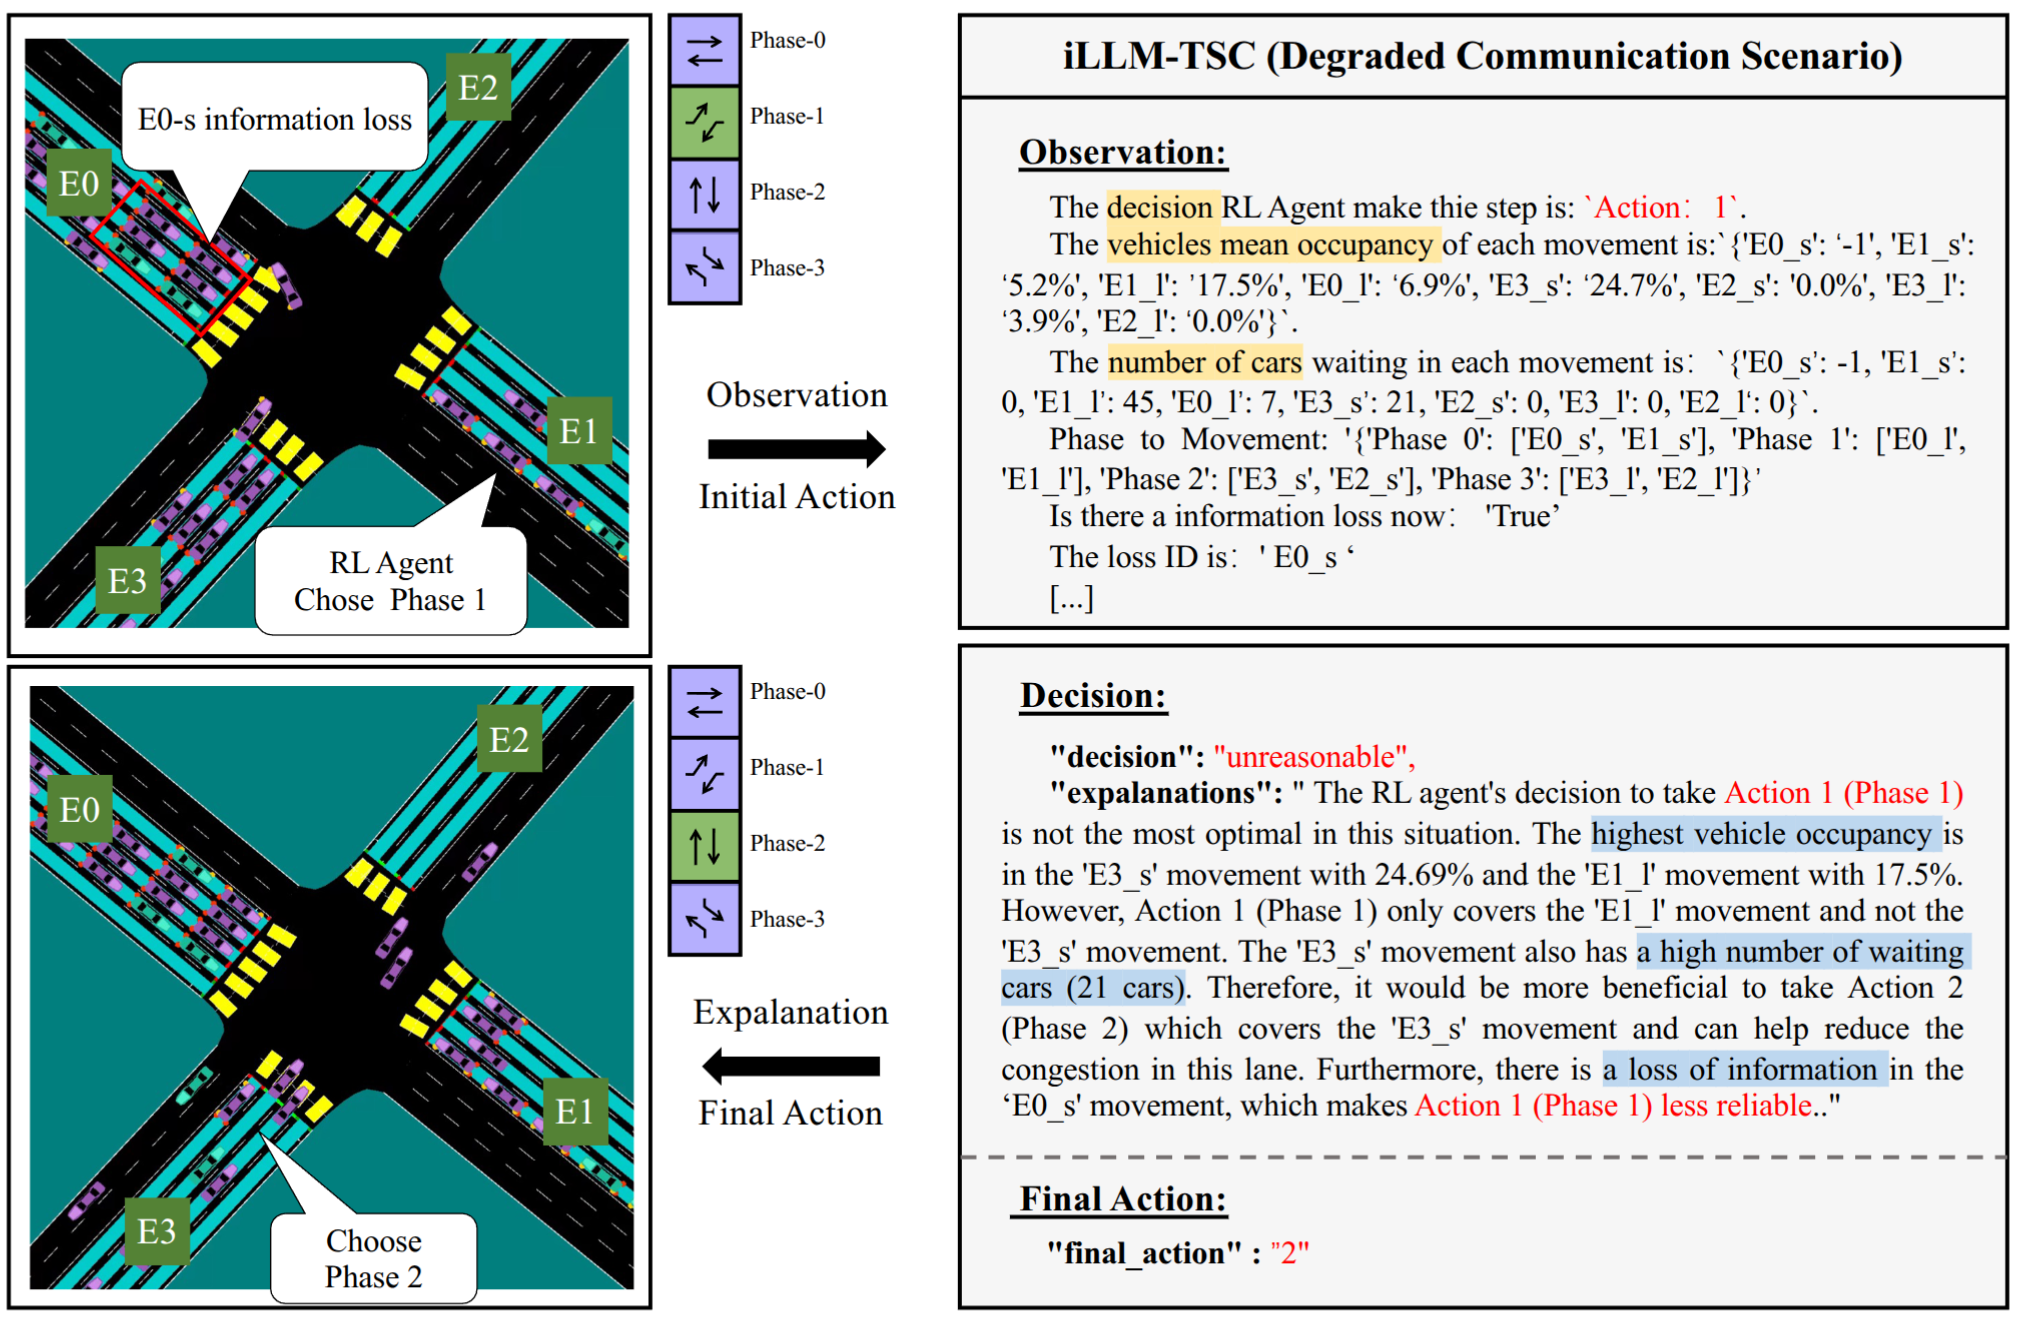 E0-s information loss
E2
E0
E1
E3
RL Agent
Chose Phase 1
Phase-0
Phase-1
Phase-2
Phase-3
Observation
Initial Action
iLLM-TSC (Degraded Communication Scenario)
Observation:
The decision RL Agent make thie step is: `Action: 1`.
The vehicles mean occupancy of each movement is:`{'E0_s': ‘-1', 'E1_s':
‘5.2%', 'E1_l': ’17.5%', 'E0_l': ‘6.9%', 'E3_s': ‘24.7%', 'E2_s': '0.0%', 'E3_l':
‘3.9%', 'E2_l': ‘0.0%'}`.
The number of cars waiting in each movement is: `{'E0_s’: -1, 'E1_s’:
0, 'E1_l’: 45, 'E0_l’: 7, 'E3_s’: 21, 'E2_s': 0, 'E3_l': 0, 'E2_l‘: 0}`.
Phase to Movement: '{'Phase 0': ['E0_s', 'E1_s'], 'Phase 1': ['E0_l',
'E1_l'], 'Phase 2': ['E3_s', 'E2_s'], 'Phase 3': ['E3_l', 'E2_l']}’
Is there a information loss now: 'True’
The loss ID is: ' E0_s ‘
[...]
E2
E0
E1
E3
Choose
Phase 2
Phase-0
Phase-1
Phase-2
Phase-3
Expalanation
Final Action
Decision:
"decision": "unreasonable",
"expalanations": " The RL agent's decision to take Action 1 (Phase 1)
is not the most optimal in this situation. The highest vehicle occupancy is
in the 'E3_s' movement with 24.69% and the 'E1_l' movement with 17.5%.
However, Action 1 (Phase 1) only covers the 'E1_l' movement and not the
'E3_s' movement. The 'E3_s' movement also has a high number of waiting
cars (21 cars). Therefore, it would be more beneficial to take Action 2
(Phase 2) which covers the 'E3_s' movement and can help reduce the
congestion in this lane. Furthermore, there is a loss of information in the
‘E0_s' movement, which makes Action 1 (Phase 1) less reliable.."
Final Action:
"final_action" : ”2"